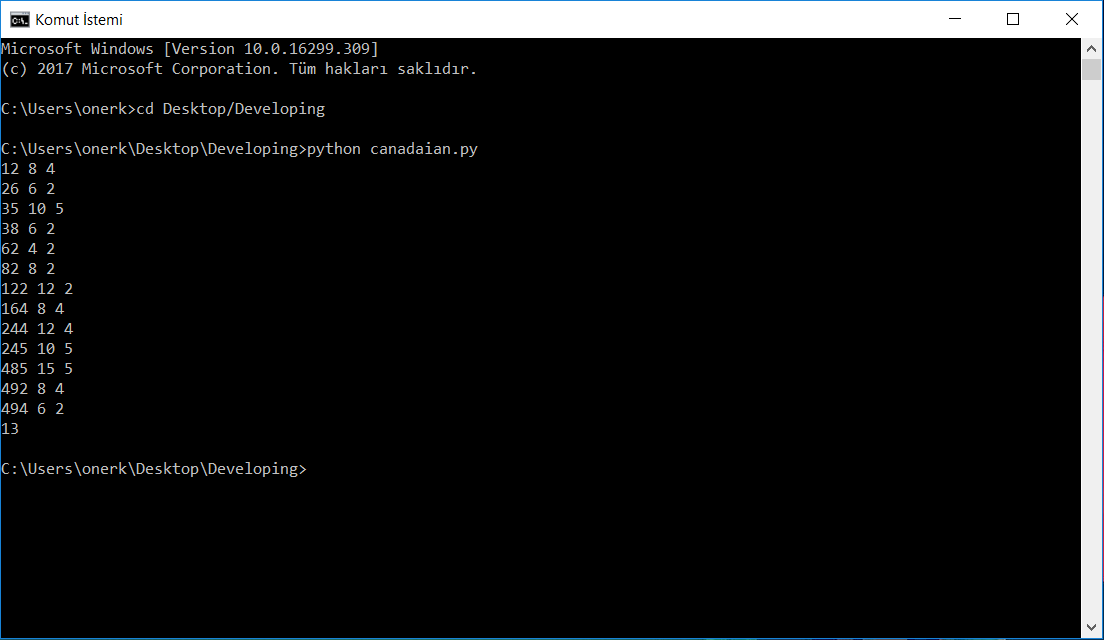 Komut İstemi
Microsoft Windows [Version 10.0.16299.309]
(c) 2017 Microsoft Corporation. Tüm hakları saklıdır.
C:\Users\onerk>cd Desktop/Developing
C:\Users\onerk\Desktop\Developing>python canadaian.py
12 8 4
26 6 2
35 10 5
38 6 2
62 4 2
82 8 2
122 12 2
164 8 4
244 12 4
245 10 5
485 15 5
492 8 4
494 6 2
13
C:\Users\onerk\Desktop\Developing>